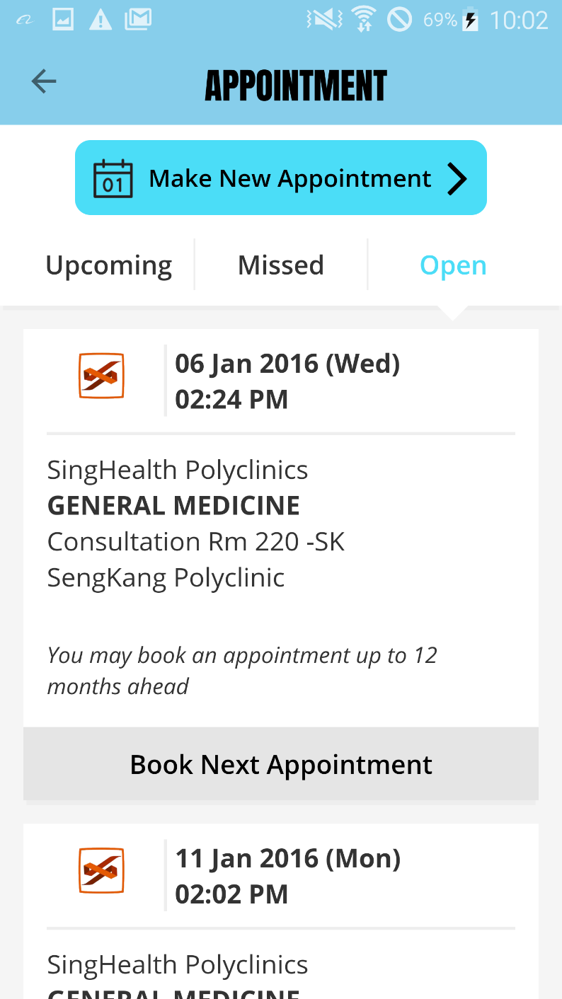 69% 10:02
APPOINTMENT
01 Make New Appointment
Upcoming Missed Open
06 Jan 2016 (Wed)
02:24 PM
SingHealth Polyclinics
GENERAL MEDICINE
Consultation Rm 220 -SK
SengKang Polyclinic
You may book an appointment up to 12
months ahead
Book Next Appointment
11 Jan 2016 (Mon)
02:02 PM
SingHealth Polyclinics
GENERAL MEDICINE